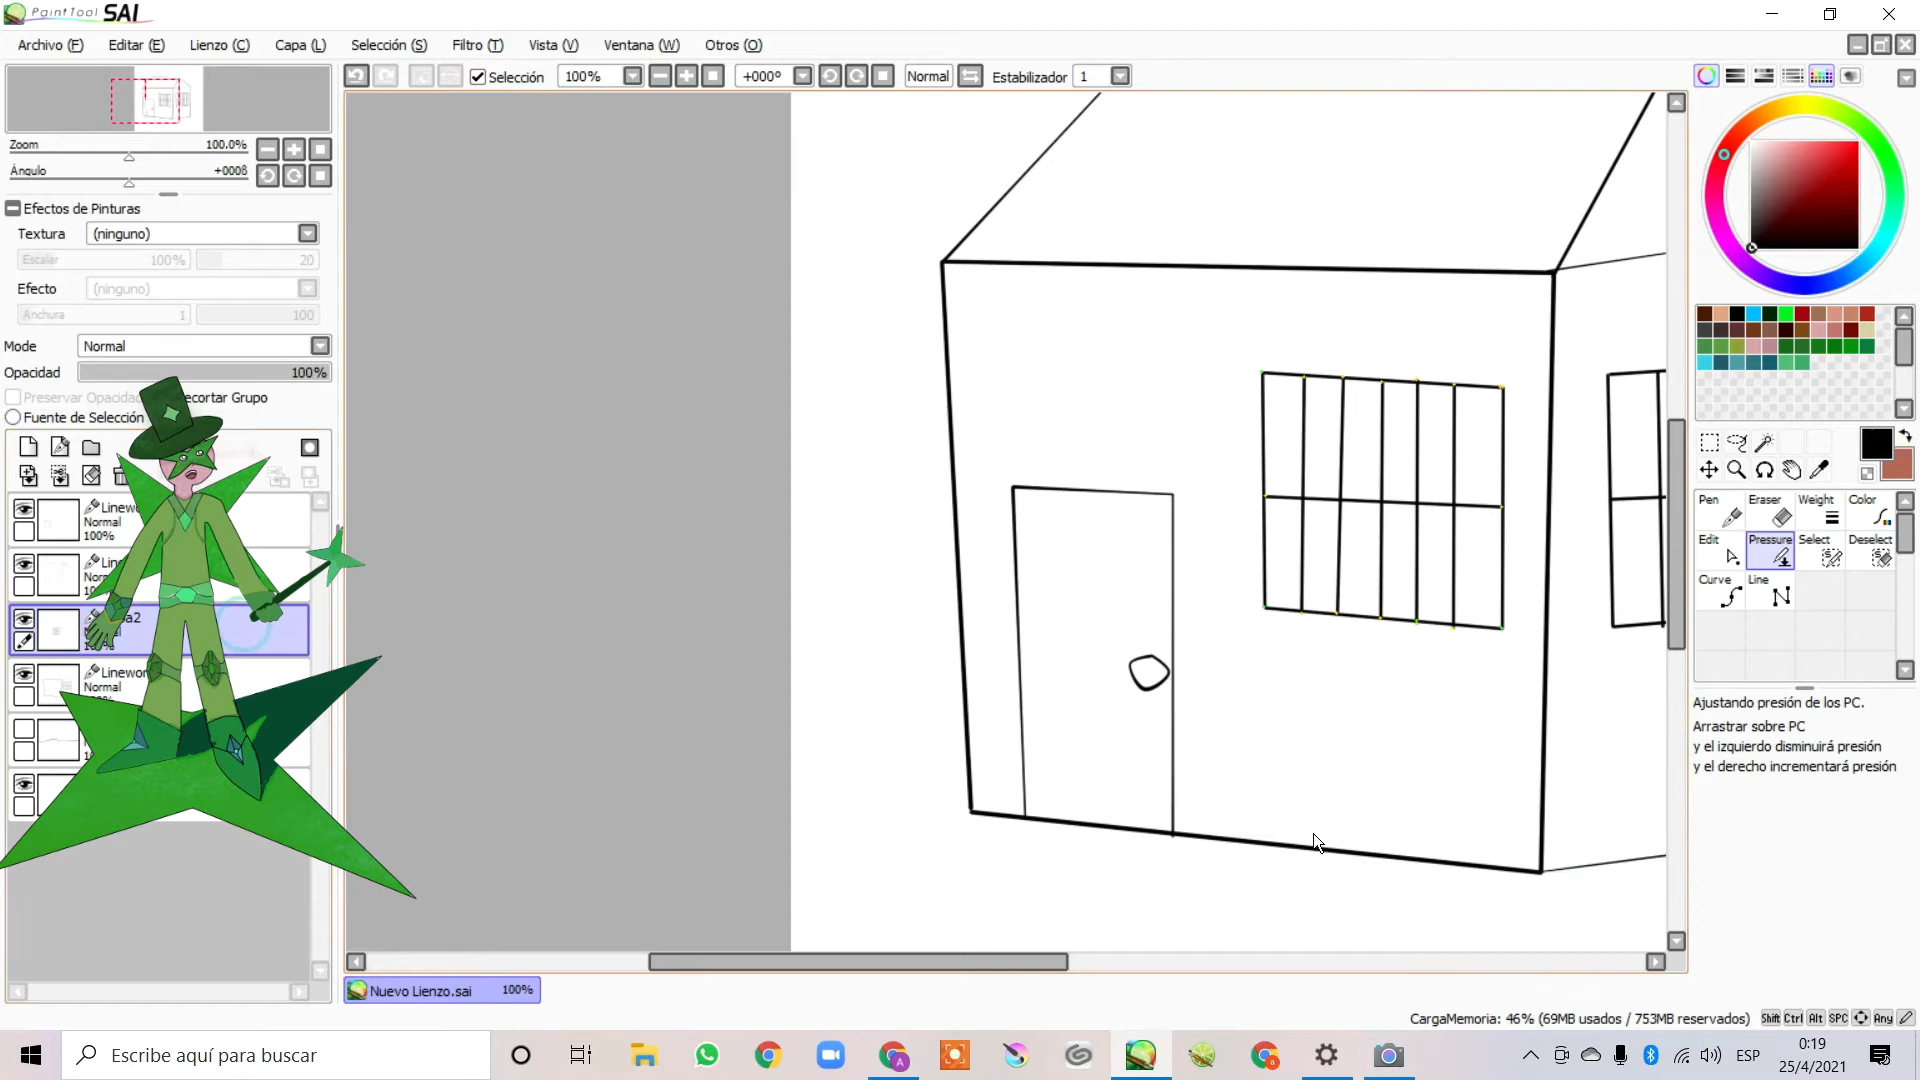 PaintTool SAI
Archivo (F) Editar (E) Lienzo (C) Capa (L) Selección (S) Filtro (T) Vista (V) Ventana (W) Otros (O)
Selección 100% +000º Normal Estabilizador 1
Zoom 100.0%
Ángulo +000ß
Efectos de Pinturas
Textura (ninguno)
Escalar 100% 20
Efecto (ninguno)
Anchura 1 100
Mode Normal
Opacidad 100%
Preservar Opacidad
Fuente de Selección
Normal
100%
Linewor
Normal
Pen Eraser Weight Color
Edit Pressure Select Deselect
Curve Line
Ajustando presión de los PC.
Arrastrar sobre PC
y el izquierdo disminuirá presión
y el derecho incrementará presión
Nuevo Lienzo.sai 100%
CargaMemoria: 46% (69MB usados / 753MB reservados) Shift Ctrl Alt SPC Any
Escribe aquí para buscar
ESP
0:19
25/4/2021